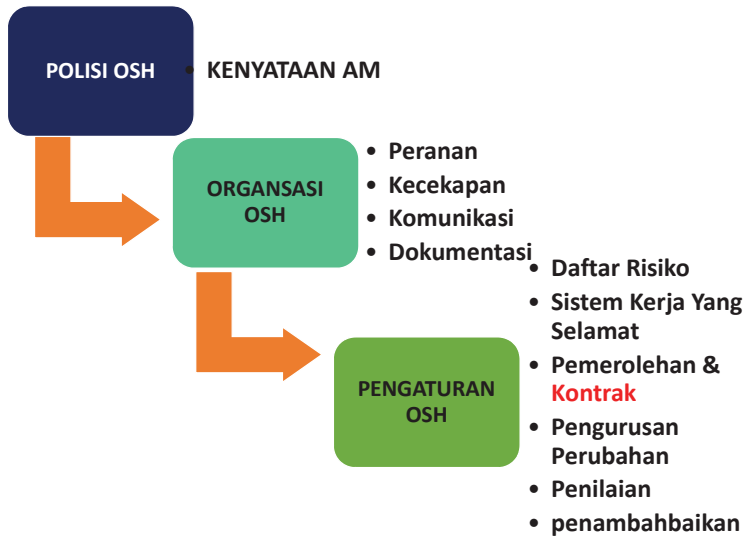 POLISI OSH
• KENYATAAN AM
ORGANSASI
OSH
• Peranan
• Kecekapan
• Komunikasi
• Dokumentasi
PENGATURAN
OSH
• Daftar Risiko
• Sistem Kerja Yang
Selamat
• Pemerolehan &
Kontrak
• Pengurusan
Perubahan
• Penilaian
• penambahbaikan